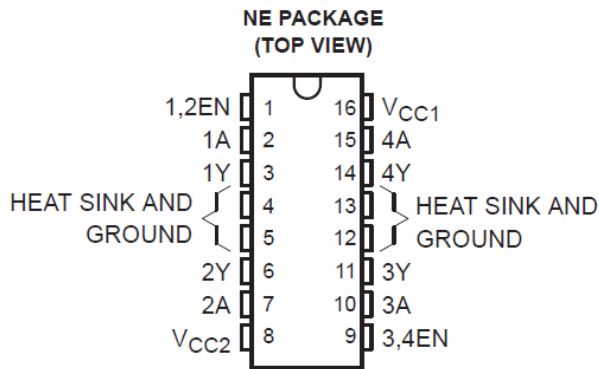 NE PACKAGE
(TOP VIEW)
1,2EN 1 16 VCC1
1A 2 15 4A
1Y 3 14 4Y
HEAT SINK AND 4 13 HEAT SINK AND
GROUND 5 12 GROUND
2Y 6 11 3Y
2A 7 10 3A
VCC2 8 9 3,4EN